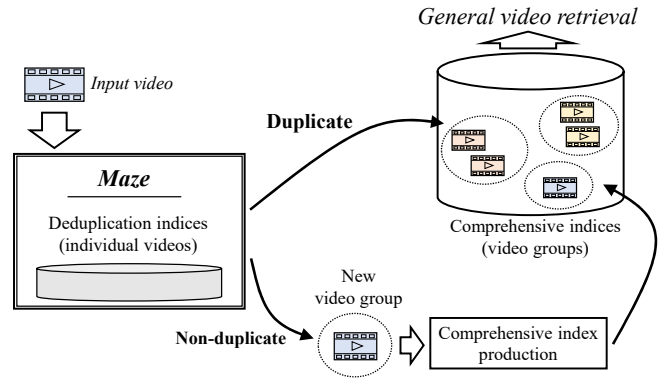 General video retrieval
Input video
Duplicate
Maze
Deduplication indices
(individual videos)
Comprehensive indices
(video groups)
New
video group
Non-duplicate
Comprehensive index
production